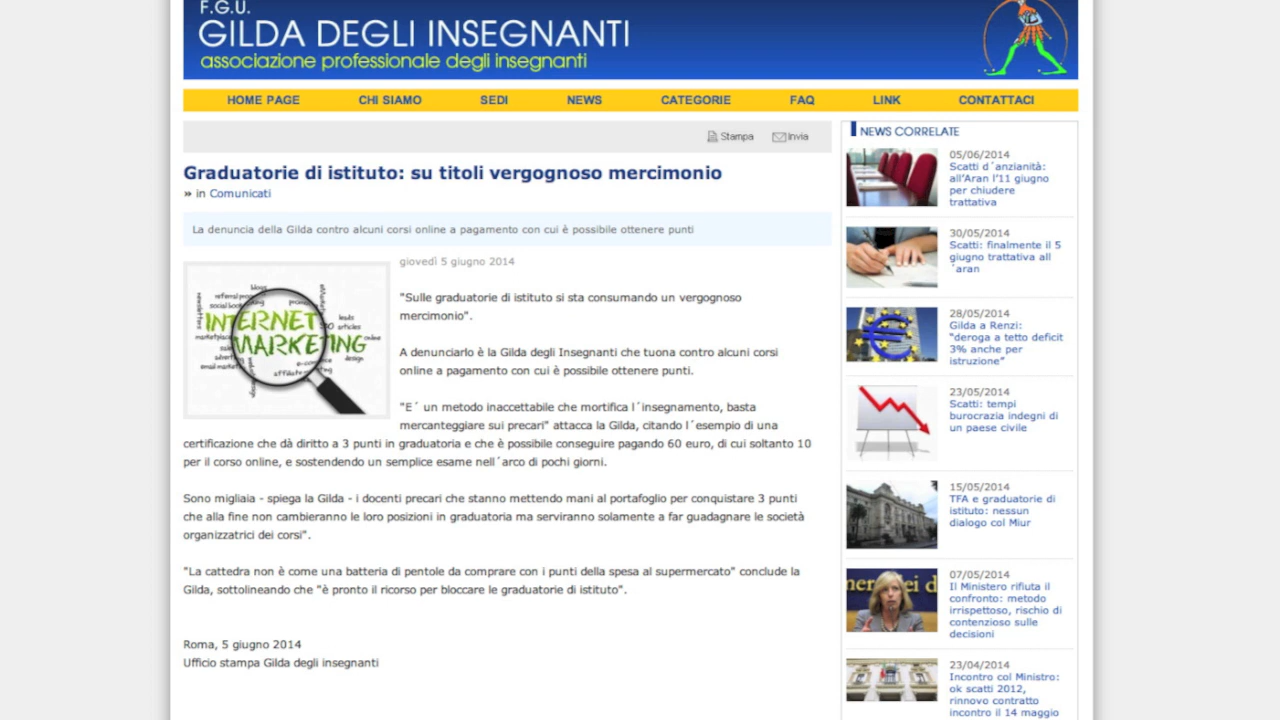 F.G.U.
GILDA DEGLI INSEGNANTI
associazione professionale degli insegnanti
HOME PAGE CHI SIAMO SEDI NEWS CATEGORIE FAQ LINK CONTATTACI
Stampa Invia
Graduatorie di istituto: su titoli vergognoso mercimonio
» in Comunicati
La denuncia della Gilda contro alcuni corsi online a pagamento con cui è possibile ottenere punti
giovedì 5 giugno 2014
INTERNET
MARKETING
"Sulle graduatorie di istituto si sta consumando un vergognoso
mercimonio".
A denunciarlo è la Gilda degli Insegnanti che tuona contro alcuni corsi
online a pagamento con cui è possibile ottenere punti.
"E´ un metodo inaccettabile che mortifica l´insegnamento, basta
mercanteggiare sui precari" attacca la Gilda, citando l´esempio di una
certificazione che dà diritto a 3 punti in graduatoria e che è possibile conseguire pagando 60 euro, di cui soltanto 10
per il corso online, e sostendendo un semplice esame nell´arco di pochi giorni.
Sono migliaia - spiega la Gilda - i docenti precari che stanno mettendo mani al portafoglio per conquistare 3 punti
che alla fine non cambieranno le loro posizioni in graduatoria ma serviranno solamente a far guadagnare le società
organizzatrici dei corsi".
"La cattedra non è come una batteria di pentole da comprare con i punti della spesa al supermercato" conclude la
Gilda, sottolineando che "è pronto il ricorso per bloccare le graduatorie di istituto".
Roma, 5 giugno 2014
Ufficio stampa Gilda degli insegnanti
NEWS CORRELATE
05/06/2014
Scatti d´anzianità:
all'Aran l'11 giugno
per chiudere
trattativa
30/05/2014
Scatti: finalmente il 5
giugno trattativa all
´aran
28/05/2014
Gilda a Renzi:
"deroga a tetto deficit
3% anche per
istruzione"
23/05/2014
Scatti: tempi
burocrazia indegni di
un paese civile
15/05/2014
TFA e graduatorie di
istituto: nessun
dialogo col Miur
07/05/2014
Il Ministero rifiuta il
confronto: metodo
irrispettoso, rischio di
contenzioso sulle
decisioni
23/04/2014
Incontro col Ministro:
ok scatti 2012,
rinnovo contratto
incontro il 14 maggio